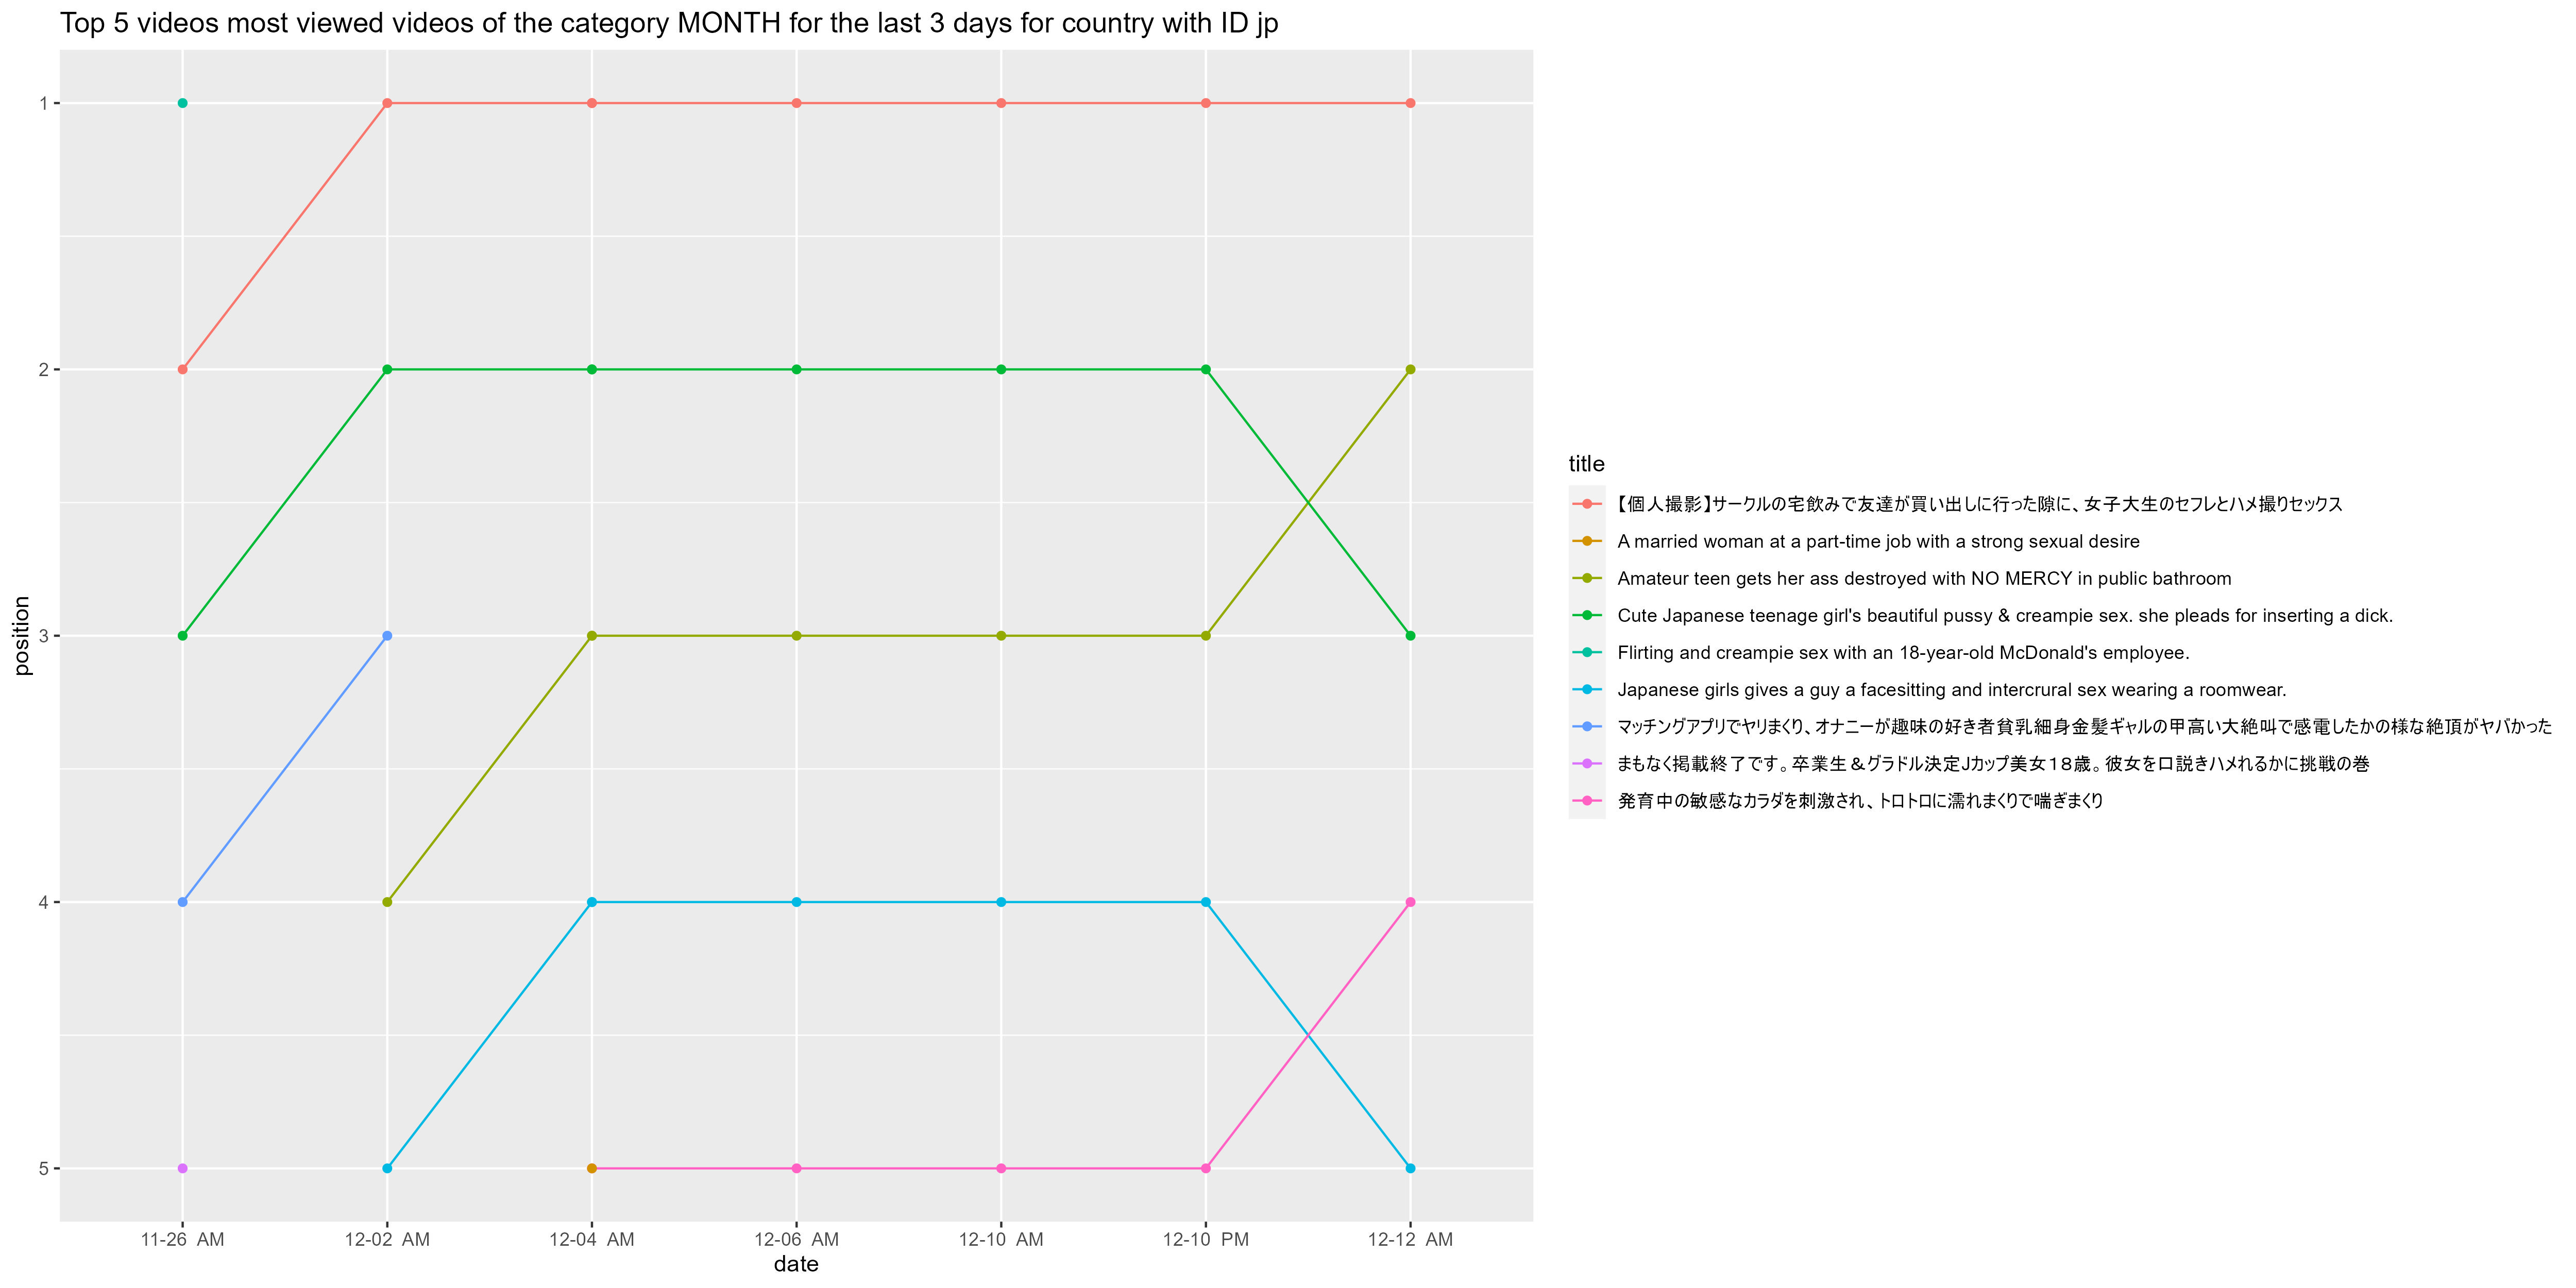 Top 5 videos most viewed videos of the category MONTH for the last 3 days for country with ID jp
position
1
2
3
4
5
11-26 AM
12-02 AM
12-04 AM
12-06 AM
12-10 AM
12-10 PM
12-12 AM
date
title
【個人撮影】サークルの宅飲みで友達が買い出しに行った隙に、女子大生のセフレとハメ撮りセックス
A married woman at a part-time job with a strong sexual desire
Amateur teen gets her ass destroyed with NO MERCY in public bathroom
Cute Japanese teenage girl's beautiful pussy & creampie sex. she pleads for inserting a dick.
Flirting and creampie sex with an 18-year-old McDonald's employee.
Japanese girls gives a guy a facesitting and intercrural sex wearing a roomwear.
マッチングアプリでヤリまくり、オナニーが趣味の好き者貧乳細身金髪ギャルの甲高い大絶叫で感電したかの様な絶頂がヤバかった
まもなく掲載終了です。卒業生＆グラドル決定Jカップ美女１８歳。彼女を口説きハメれるかに挑戦の巻
発育中の敏感なカラダを刺激され、トロトロに濡れまくりで喘ぎまくり